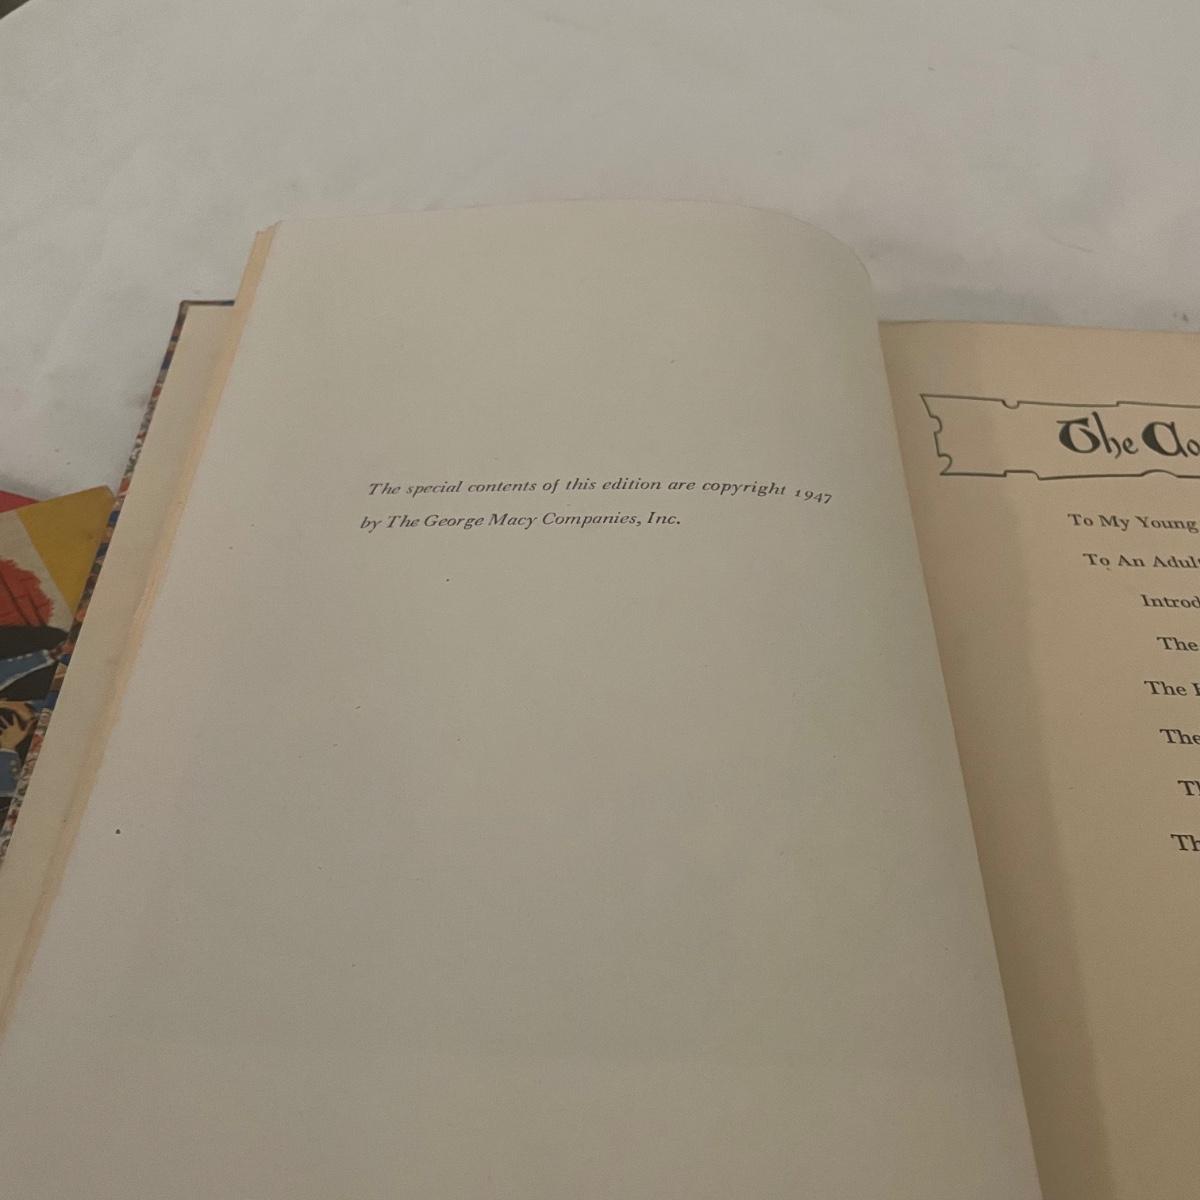 The special contents of this edition are copyright 1947
by The George Macy Companies, Inc.
The
To My Young
To An
The
The
The